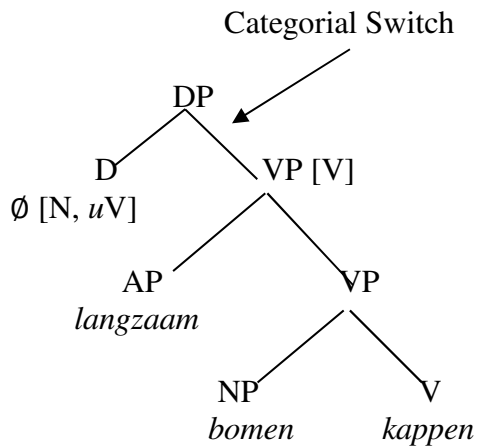 Categorial Switch
DP
D VP [V]
∅ [N, uV]
AP VP
langzaam
NP V
bomen kappen